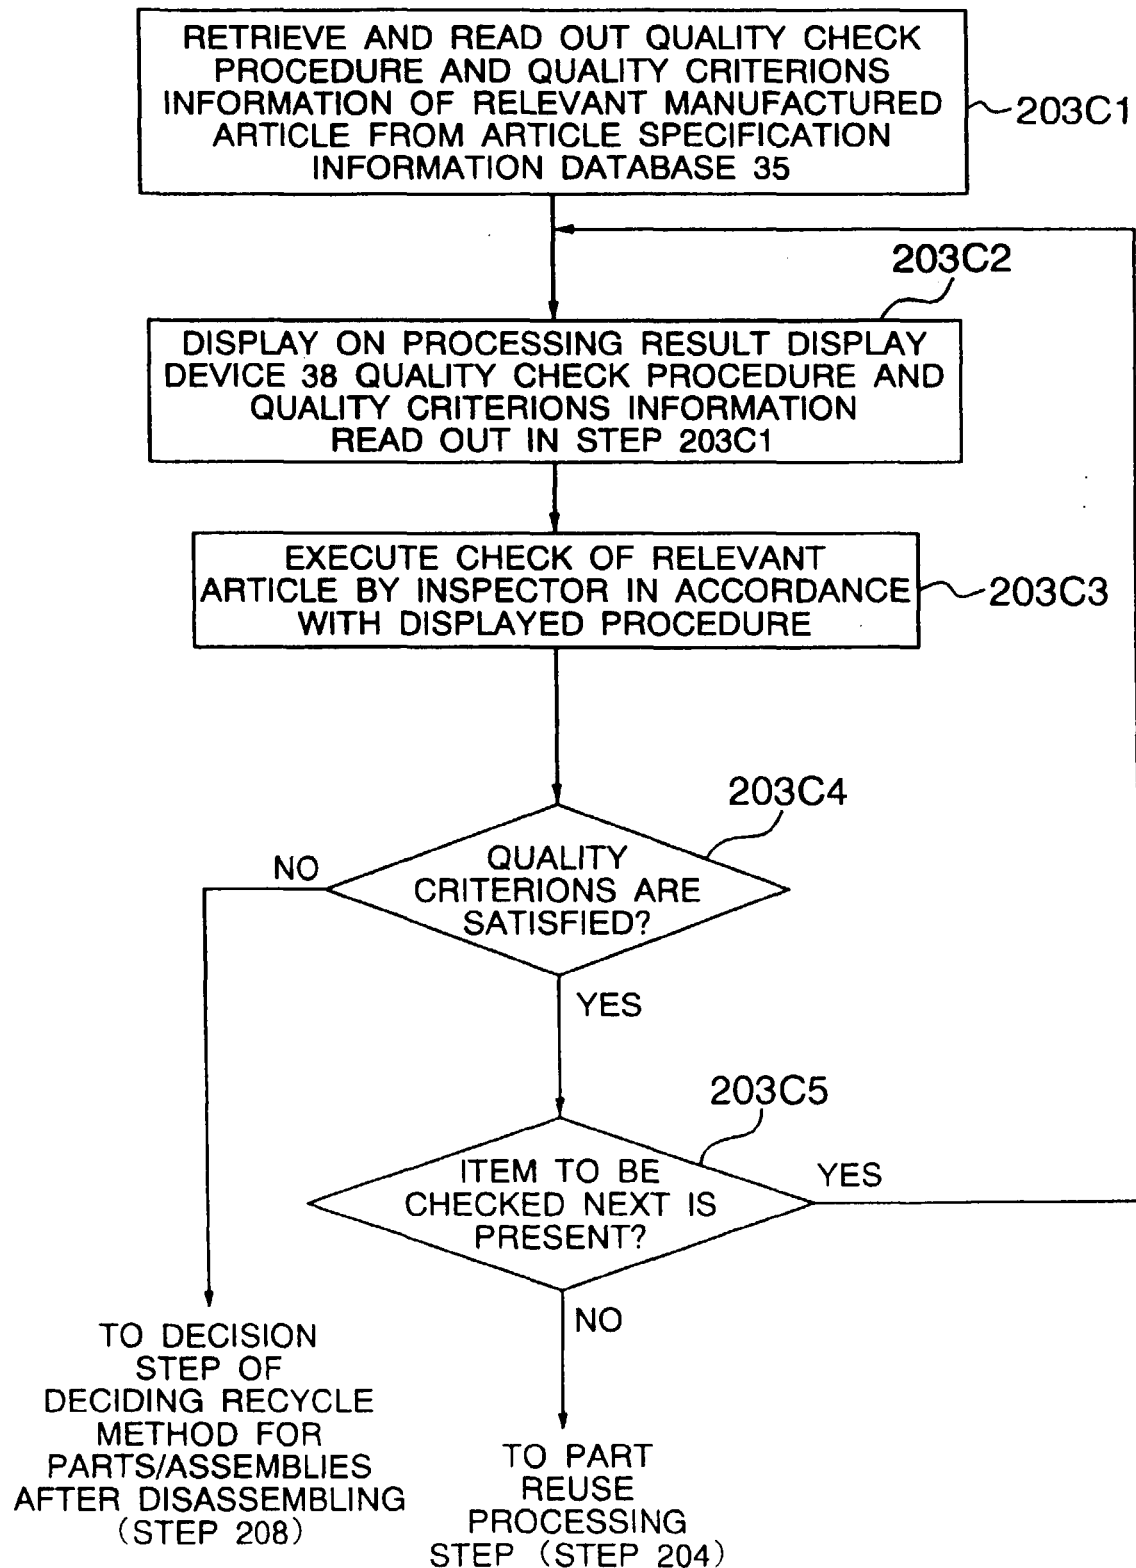 RETRIEVE AND READ OUT QUALITY CHECK
PROCEDURE AND QUALITY CRITERIONS
INFORMATION OF RELEVANT MANUFACTURED
ARTICLE FROM ARTICLE SPECIFICATION
INFORMATION DATABASE 35
203C1
203C2
DISPLAY ON PROCESSING RESULT DISPLAY
DEVICE 38 QUALITY CHECK PROCEDURE AND
QUALITY CRITERIONS INFORMATION
READ OUT IN STEP 203C1
EXECUTE CHECK OF RELEVANT
ARTICLE BY INSPECTOR IN ACCORDANCE
WITH DISPLAYED PROCEDURE
203C3
203C4
NO
QUALITY
CRITERIONS ARE
SATISFIED?
YES
203C5
ITEM TO BE
CHECKED NEXT IS
PRESENT?
YES
NO
TO DECISION
STEP OF
DECIDING RECYCLE
METHOD FOR
PARTS/ASSEMBLIES
AFTER DISASSEMBLING
(STEP 208)
TO PART
REUSE
PROCESSING
STEP (STEP 204)